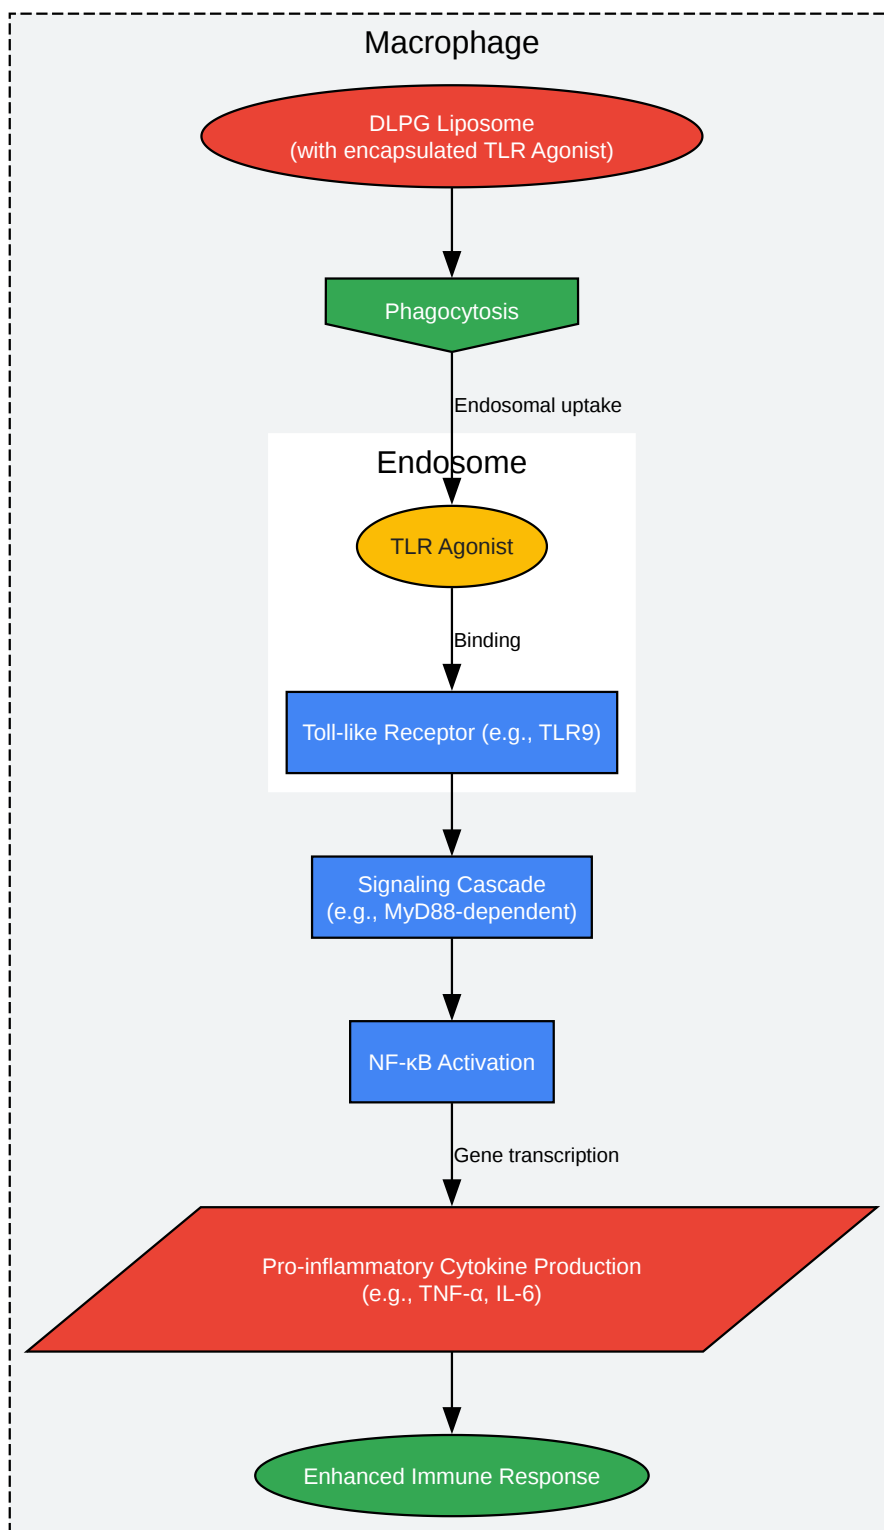 Macrophage
DLPG Liposome
(with encapsulated TLR Agonist)
Phagocytosis
Endosomal uptake
Endosome
TLR Agonist
Binding
Toll-like Receptor (e.g., TLR9)
Signaling Cascade
(e.g., MyD88-dependent)
NF-κB Activation
Gene transcription
Pro-inflammatory Cytokine Production
(e.g., TNF-α, IL-6)
Enhanced Immune Response